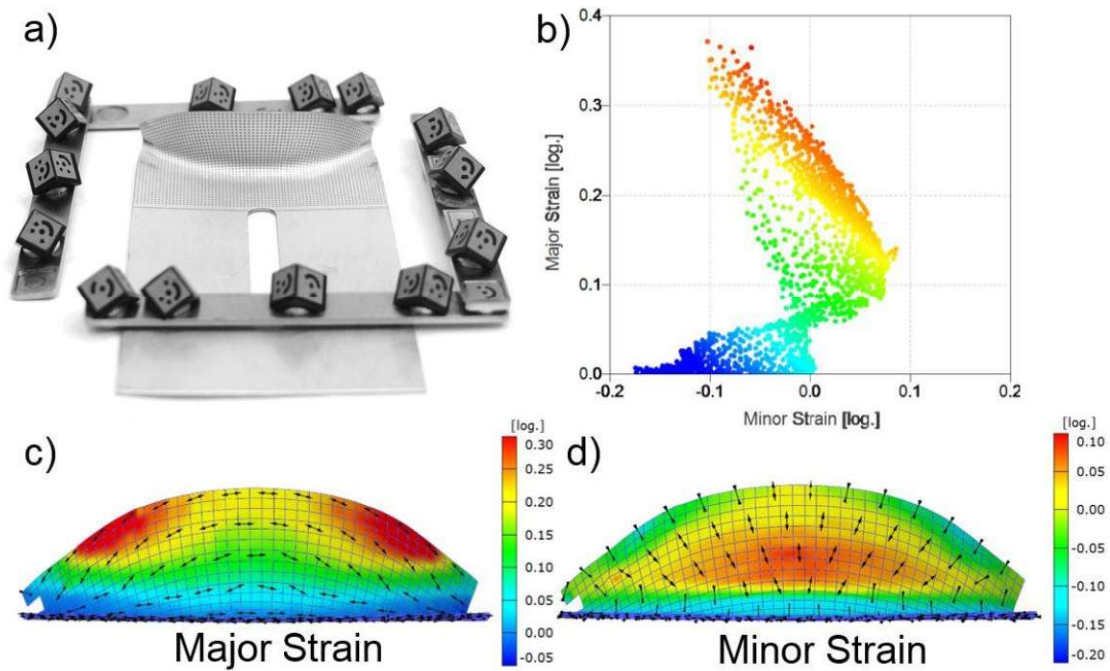 a)
b)
0.4
0.3
0.2
0.1
0.0
-0.2
-0.1
0.0
0.1
0.2
Major Strain [log.]
Minor Strain [log.]
c)
[log.]
0.30
0.25
0.20
0.15
0.10
0.05
0.00
-0.05
Major Strain
d)
[log.]
0.10
0.05
0.00
-0.05
-0.10
-0.15
-0.20
Minor Strain